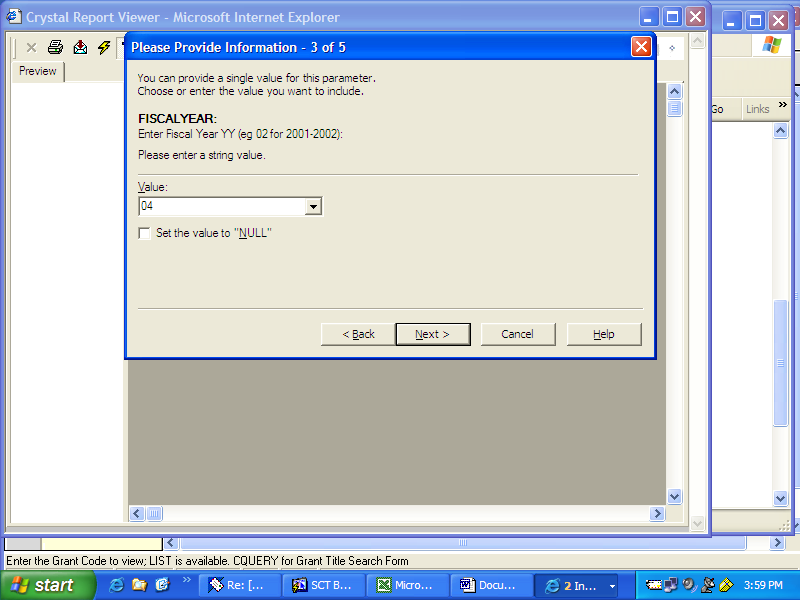 Crystal Report Viewer - Microsoft Internet Explorer
Please Provide Information - 3 of 5
Preview
You can provide a single value for this parameter.
Choose or enter the value you want to include.
Go
Links »
FISCALYEAR:
Enter Fiscal Year YY (eg 02 for 2001-2002):
Please enter a string value.
Value:
04
Set the value to "NULL"
< Back
Next >
Cancel
Help
Enter the Grant Code to view; LIST is available. CQUERY for Grant Title Search Form
start
»
Re: [...
SCT B...
Micro...
Docu...
2 In...
3:59 PM